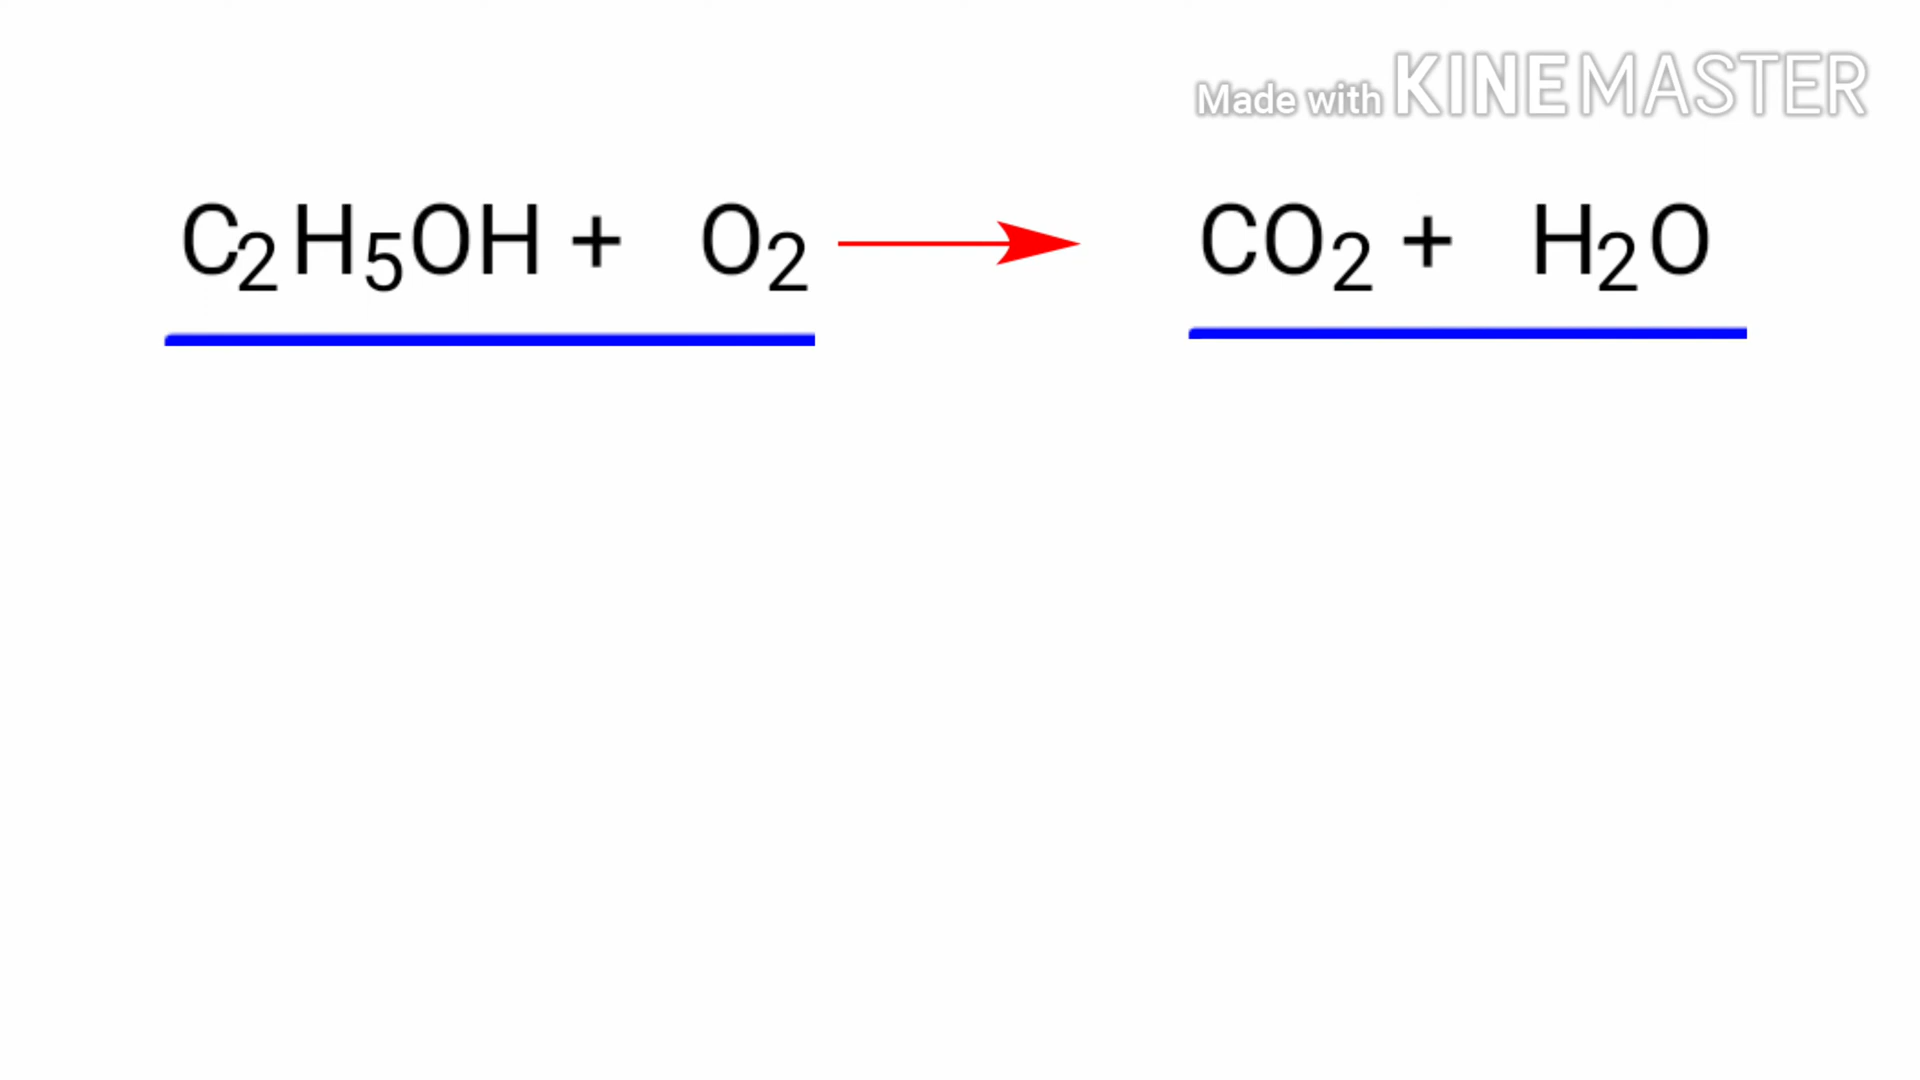 Made with KINEMASTER
C₂H₅OH + O₂ → CO₂ + H₂O